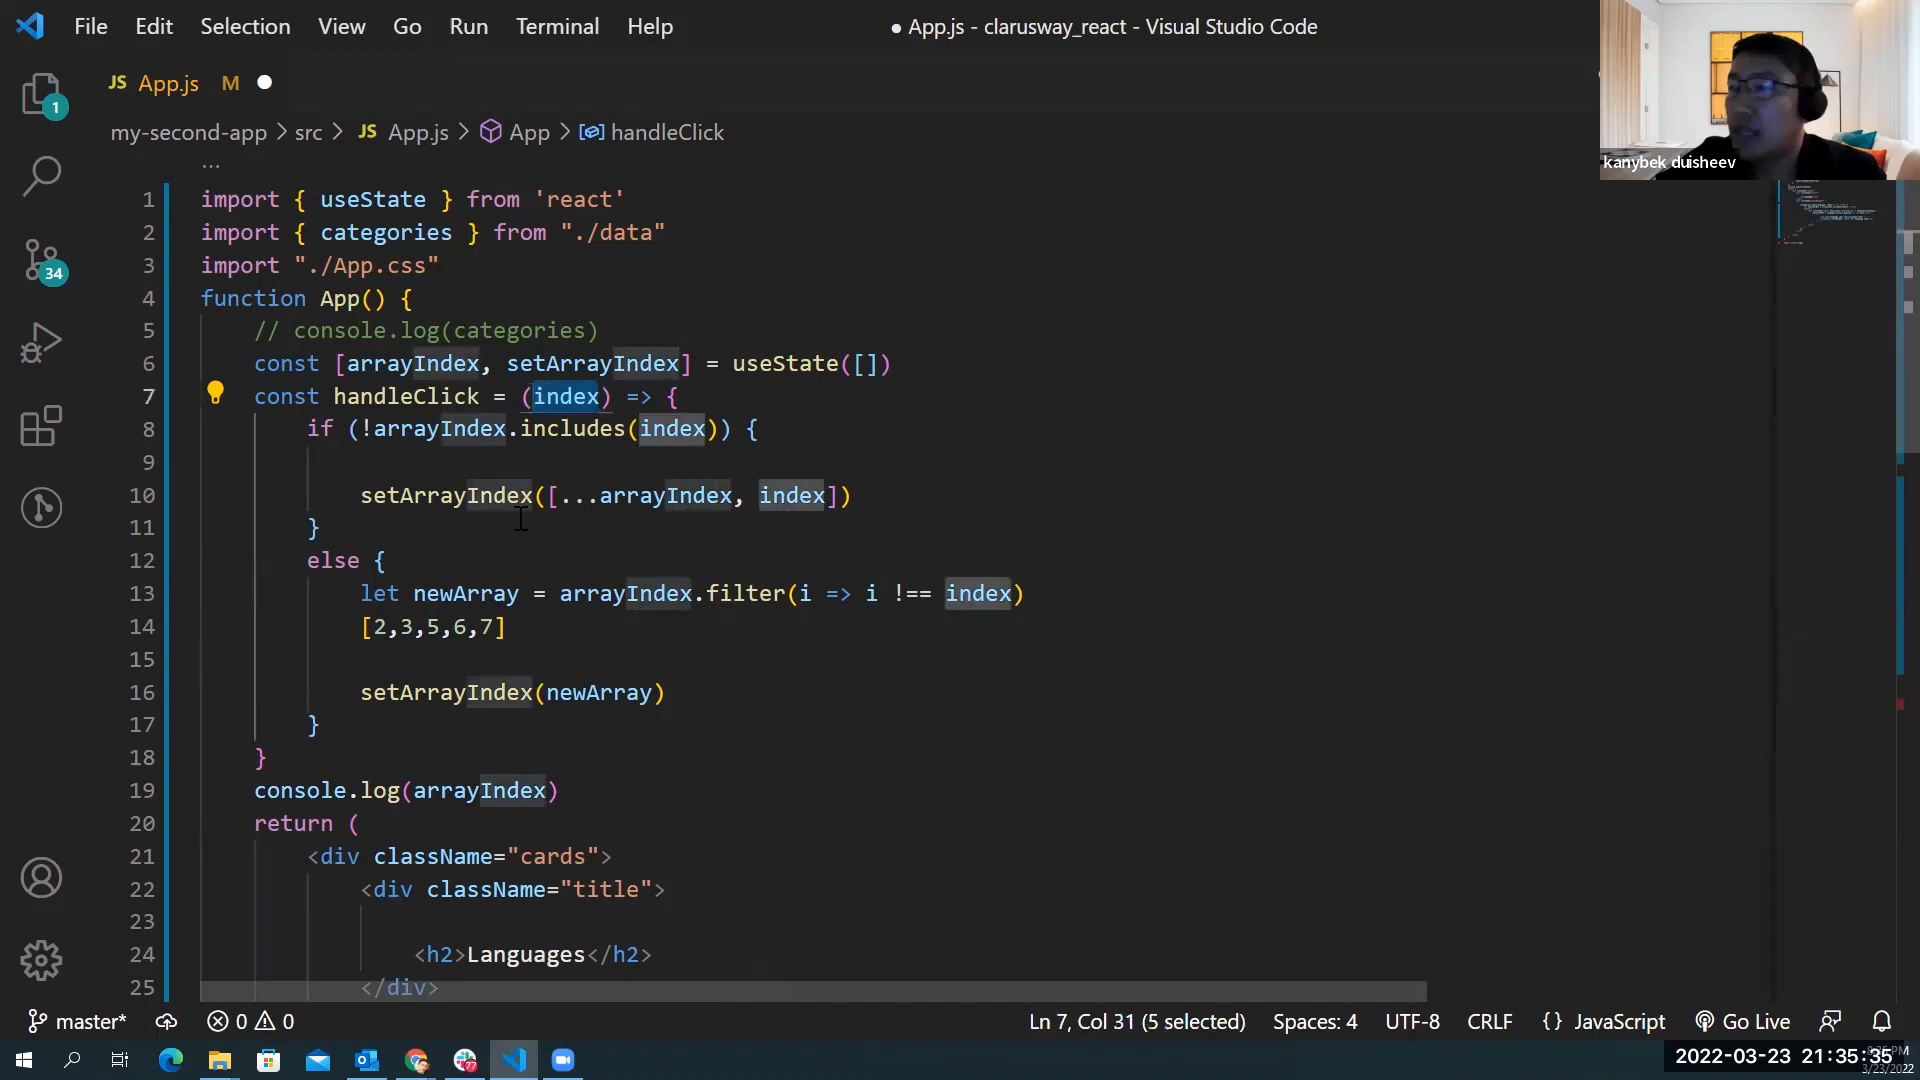 File Edit Selection View Go Run Terminal Help
● App.js - clarusway_react - Visual Studio Code
JS App.js M
my-second-app > src > JS App.js > App > handleClick
kanybek duisheev
...
1 import { useState } from 'react'
2 import { categories } from "./data"
3 import "./App.css"
4 function App() {
5 // console.log(categories)
6 const [arrayIndex, setArrayIndex] = useState([])
7 const handleClick = (index) => {
8 if (!arrayIndex.includes(index)) {
9
10 setArrayIndex([...arrayIndex, index])
11 }
12 else {
13 let newArray = arrayIndex.filter(i => i !== index)
14 [2,3,5,6,7]
15
16 setArrayIndex(newArray)
17 }
18 }
19 console.log(arrayIndex)
20 return (
21 <div className="cards">
22 <div className="title">
23
24 <h2>Languages</h2>
25 </div>
1
34
master* 0 0 Ln 7, Col 31 (5 selected) Spaces: 4 UTF-8 CRLF {} JavaScript Go Live
77
2022-03-23 21:35:35
3/23/2022